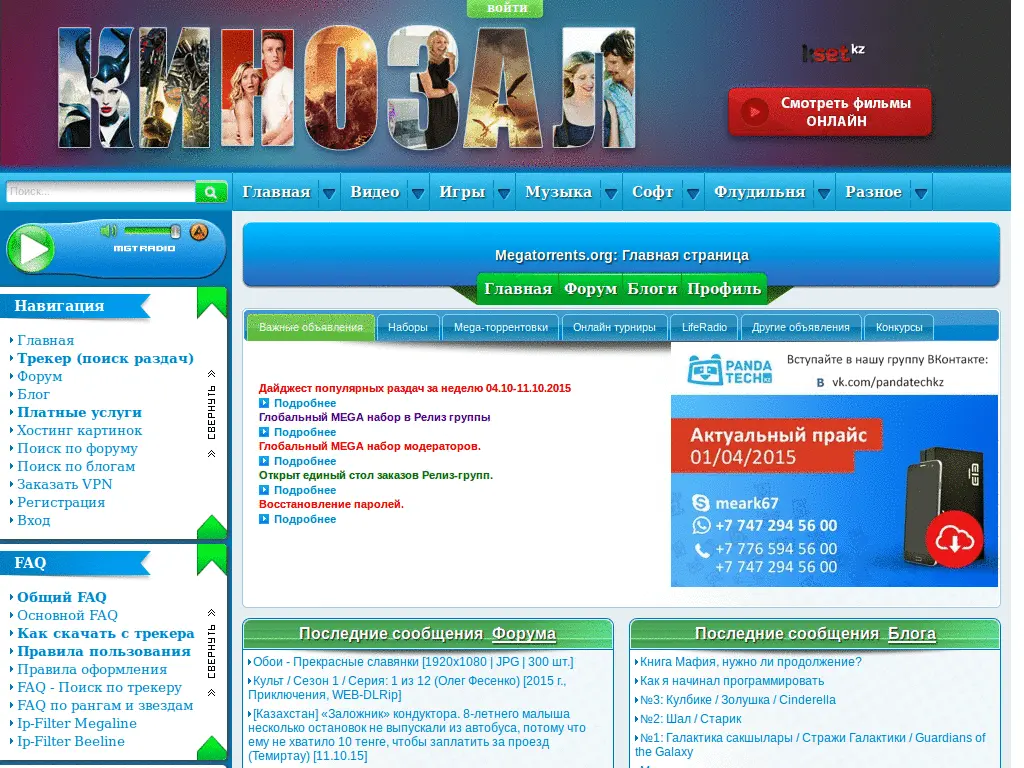 войти
КИНОЗАЛ
kset.kz
Смотреть фильмы
ОНЛАЙН
Поиск...
Главная
Видео
Игры
Музыка
Софт
Флудильня
Разное
MGTRADIO
Megatorrents.org: Главная страница
Главная Форум Блоги Профиль
Навигация
Главная
Трекер (поиск раздач)
Форум
Блог
Платные услуги
Хостинг картинок
Поиск по форуму
Поиск по блогам
Заказать VPN
Регистрация
Вход
СВЕРНУТЬ
FAQ
Общий FAQ
Основной FAQ
Как скачать с трекера
Правила пользования
Правила оформления
FAQ - Поиск по трекеру
FAQ по рангам и звездам
Ip-Filter Megaline
Ip-Filter Beeline
СВЕРНУТЬ
Важные объявления
Наборы
Mega-торрентовки
Онлайн турниры
LifeRadio
Другие объявления
Конкурсы
Дайджест популярных раздач за неделю 04.10-11.10.2015
Подробнее
Глобальный MEGA набор в Релиз группы
Подробнее
Глобальный MEGA набор модераторов.
Подробнее
Открыт единый стол заказов Релиз-групп.
Подробнее
Восстановление паролей.
Подробнее
PANDA
TECH KZ
Вступайте в нашу группу ВКонтакте:
В vk.com/pandatechkz
Актуальный прайс
01/04/2015
meark67
+7 747 294 56 00
+7 776 594 56 00
+7 747 294 56 00
Последние сообщения Форума
Обои - Прекрасные славянки [1920x1080 | JPG | 300 шт.]
Культ / Сезон 1 / Серия: 1 из 12 (Олег Фесенко) [2015 г.,
Приключения, WEB-DLRip]
[Казахстан] «Заложник» кондуктора. 8-летнего малыша
несколько остановок не выпускали из автобуса, потому что
ему не хватило 10 тенге, чтобы заплатить за проезд
(Темиртау) [11.10.15]
Последние сообщения Блога
Книга Мафия, нужно ли продолжение?
Как я начинал программировать
№3: Кулбике / Золушка / Cinderella
№2: Шал / Старик
№1: Галактика сакшылары / Стражи Галактики / Guardians of
the Galaxy